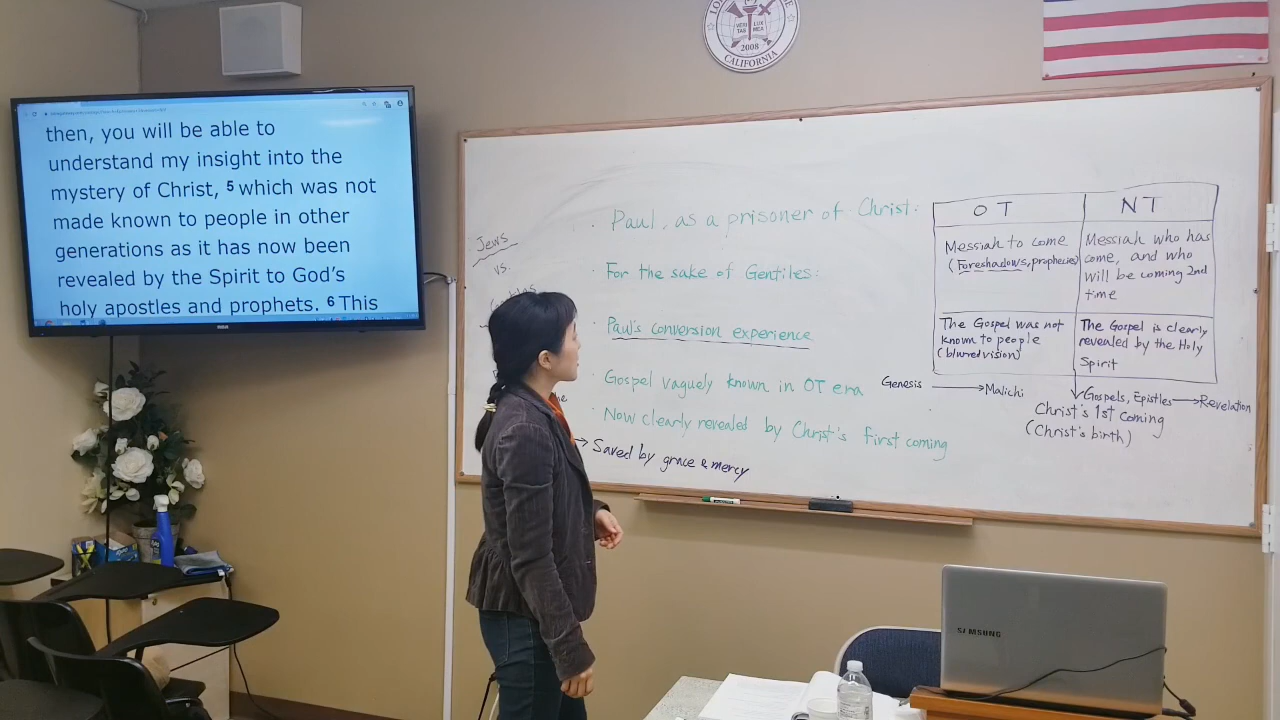 then, you will be able to
understand my insight into the
mystery of Christ, 5 which was not
made known to people in other
generations as it has now been
revealed by the Spirit to God's
holy apostles and prophets. 6 This
RCA
VERI
TAS
LUX
MEA
2008
CALIFORNIA
Jews
vs.
· Paul, as a prisoner of Christ:
· For the sake of Gentiles:
· Paul's conversion experience
· Gospel vaguely known in OT era
· Now clearly revealed by Christ's first coming
→ Saved by grace & mercy
OT
NT
Messiah to come
(Foreshadows, prophecies)
Messiah who has
come, and who
will be coming 2nd
time
The Gospel was not
known to people
(blurred vision)
The Gospel is clearly
revealed by the Holy
Spirit
Genesis → Malichi
Gospels, Epistles → Revelation
Christ's 1st Coming
(Christ's birth)
SAMSUNG